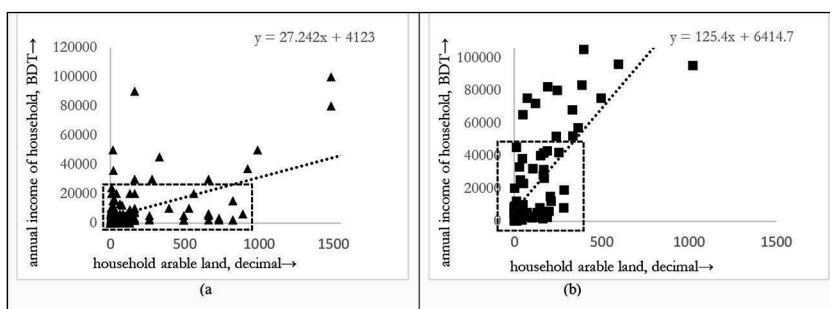 annual income of household, BDT→
120000
100000
80000
60000
40000
20000
0
y = 27.242x + 4123
0 500 1000 1500
household arable land, decimal→
(a
annual income of household, BDT→
100000
80000
60000
40000
20000
0
y = 125.4x + 6414.7
0 500 1000 1500
household arable land, decimal→
(b)